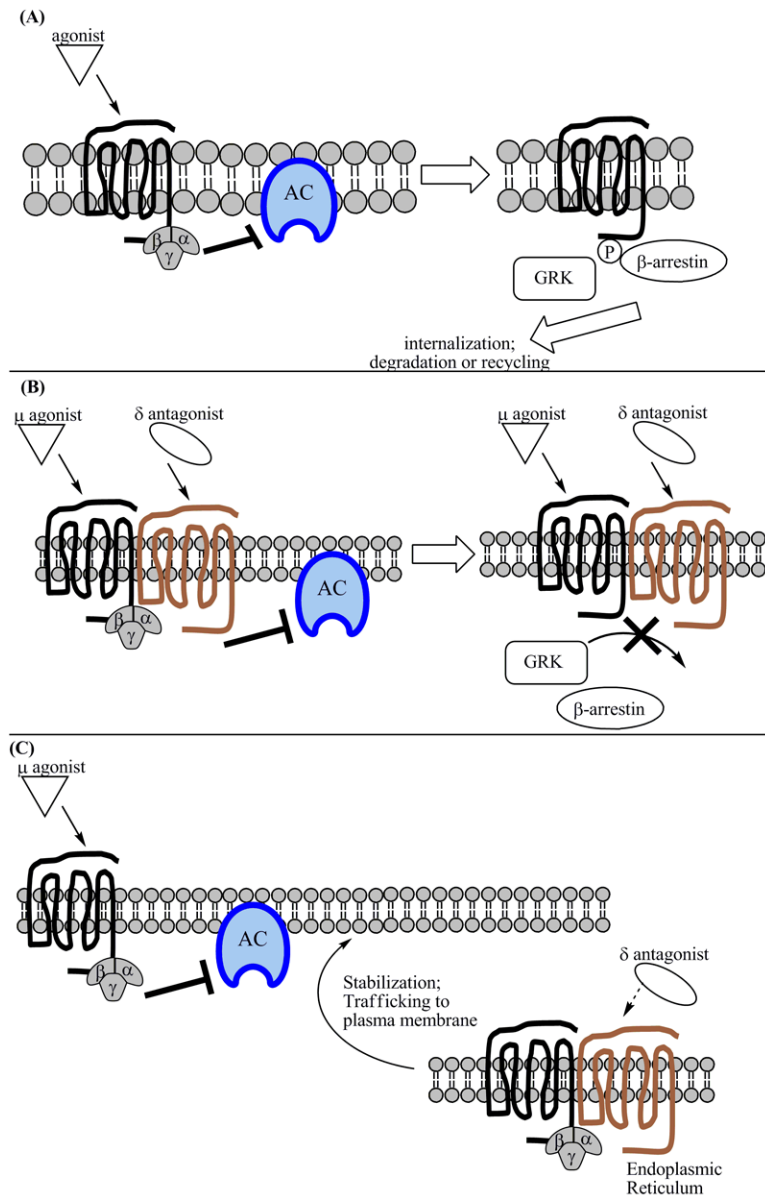 (A)
agonist
AC
β α
γ
P
β-arrestin
GRK
internalization;
degradation or recycling
(B)
μ agonist
δ antagonist
μ agonist
δ antagonist
AC
β α
γ
GRK
β-arrestin
(C)
μ agonist
AC
β α
γ
δ antagonist
Stabilization;
Trafficking to
plasma membrane
β α
γ
Endoplasmic
Reticulum